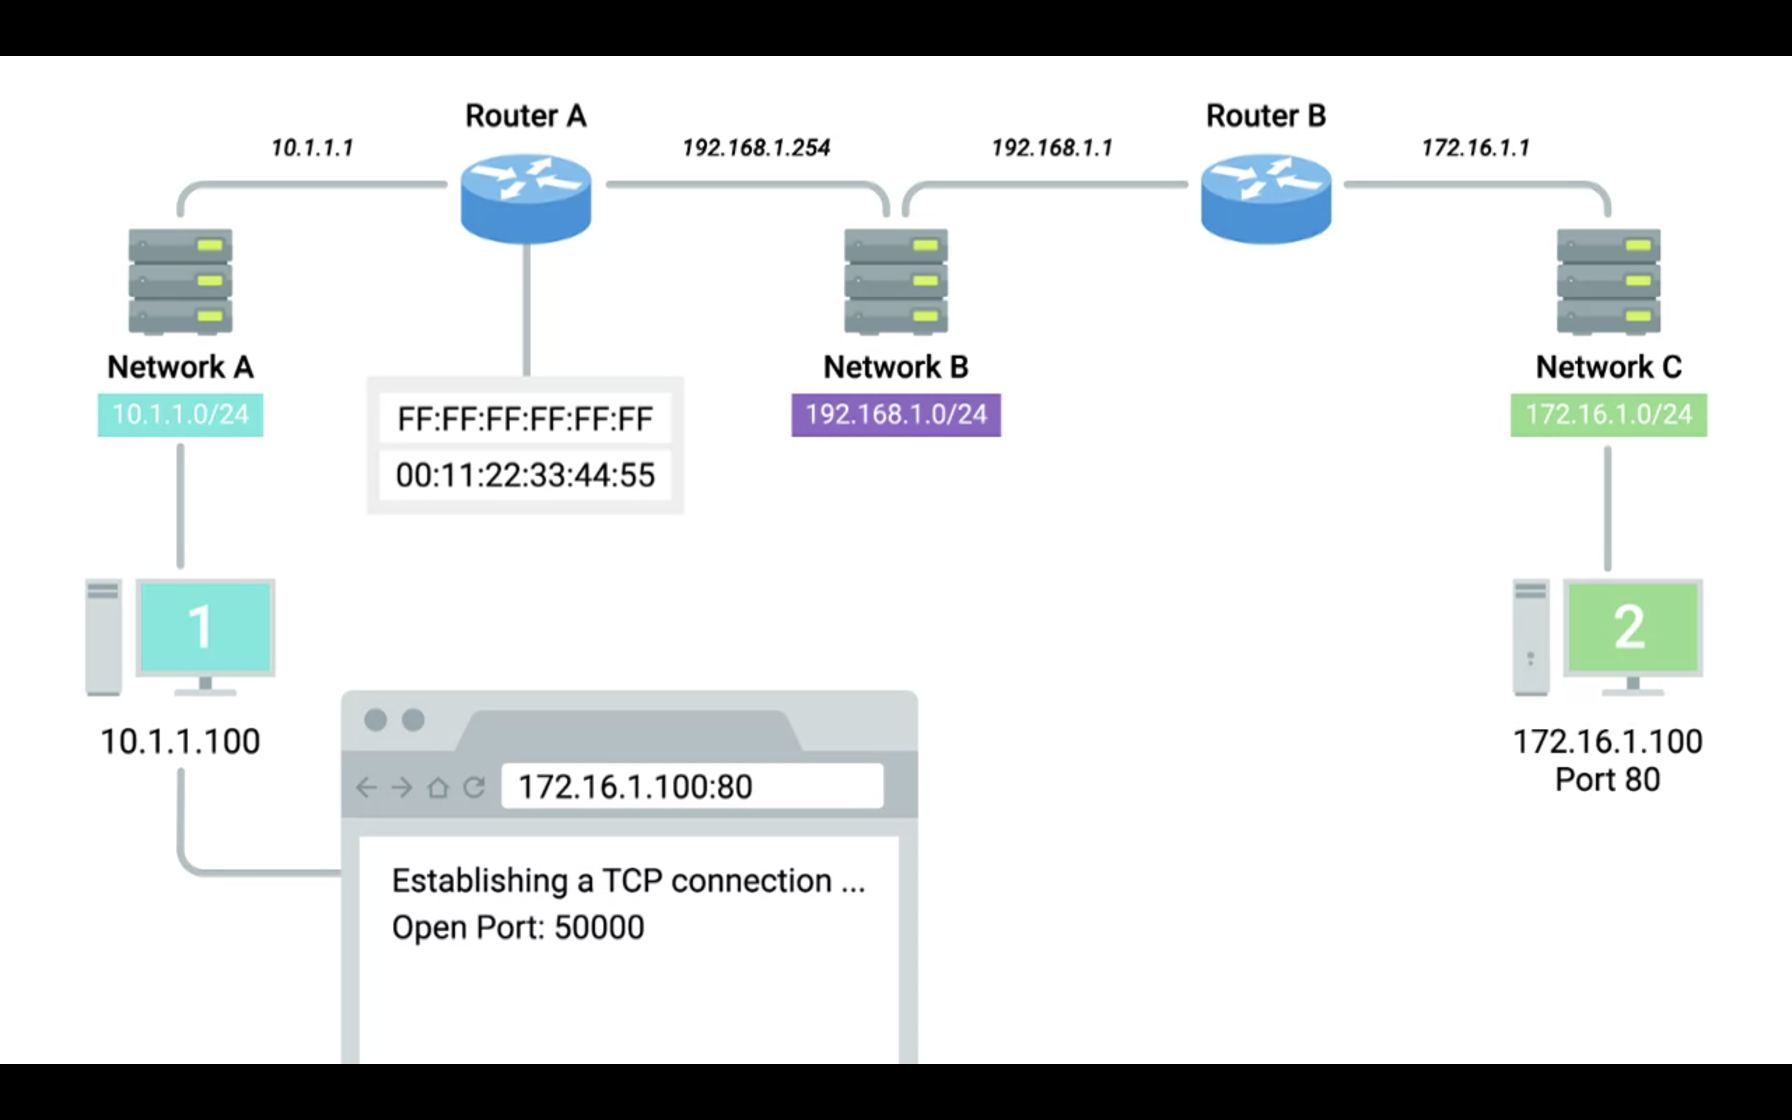 Router A
Router B
10.1.1.1
192.168.1.254
192.168.1.1
172.16.1.1
Network A
Network B
Network C
10.1.1.0/24
FF:FF:FF:FF:FF:FF
192.168.1.0/24
172.16.1.0/24
00:11:22:33:44:55
1
2
10.1.1.100
172.16.1.100
Port 80
172.16.1.100:80
Establishing a TCP connection ...
Open Port: 50000